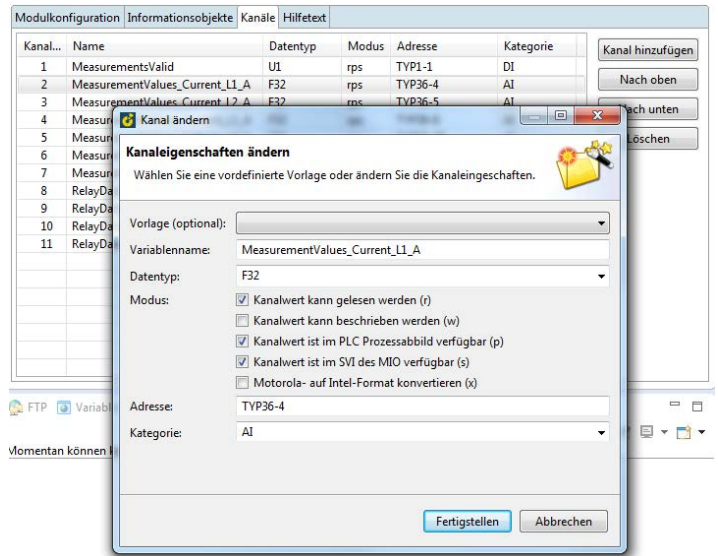 Modulkonfiguration Informationsobjekte Kanäle Hilfetext
Kanal... Name Datentyp Modus Adresse Kategorie
1 MeasurementsValid U1 rps TYP1-1 DI
2 MeasurementValues_Current_L1_A F32 rps TYP36-4 AI
3 MeasurementValues_Current_L2_A F32 rps TYP36-5 AI
4 Measur
5 Measur
6 Measur
7 Measur
8 RelayDa
9 RelayDa
10 RelayDa
11 RelayDa
Kanal hinzufügen
Nach oben
Nach unten
Löschen
Kanal ändern
Kanaleigenschaften ändern
Wählen Sie eine vordefinierte Vorlage oder ändern Sie die Kanaleingeschaften.
Vorlage (optional):
Variablenname: MeasurementValues_Current_L1_A
Datentyp: F32
Modus: Kanalwert kann gelesen werden (r)
Kanalwert kann beschrieben werden (w)
Kanalwert ist im PLC Prozessabbild verfügbar (p)
Kanalwert ist im SVI des MIO verfügbar (s)
Motorola- auf Intel-Format konvertieren (x)
Adresse: TYP36-4
Kategorie: AI
Fertigstellen Abbrechen
FTP Variabl
Momentan können